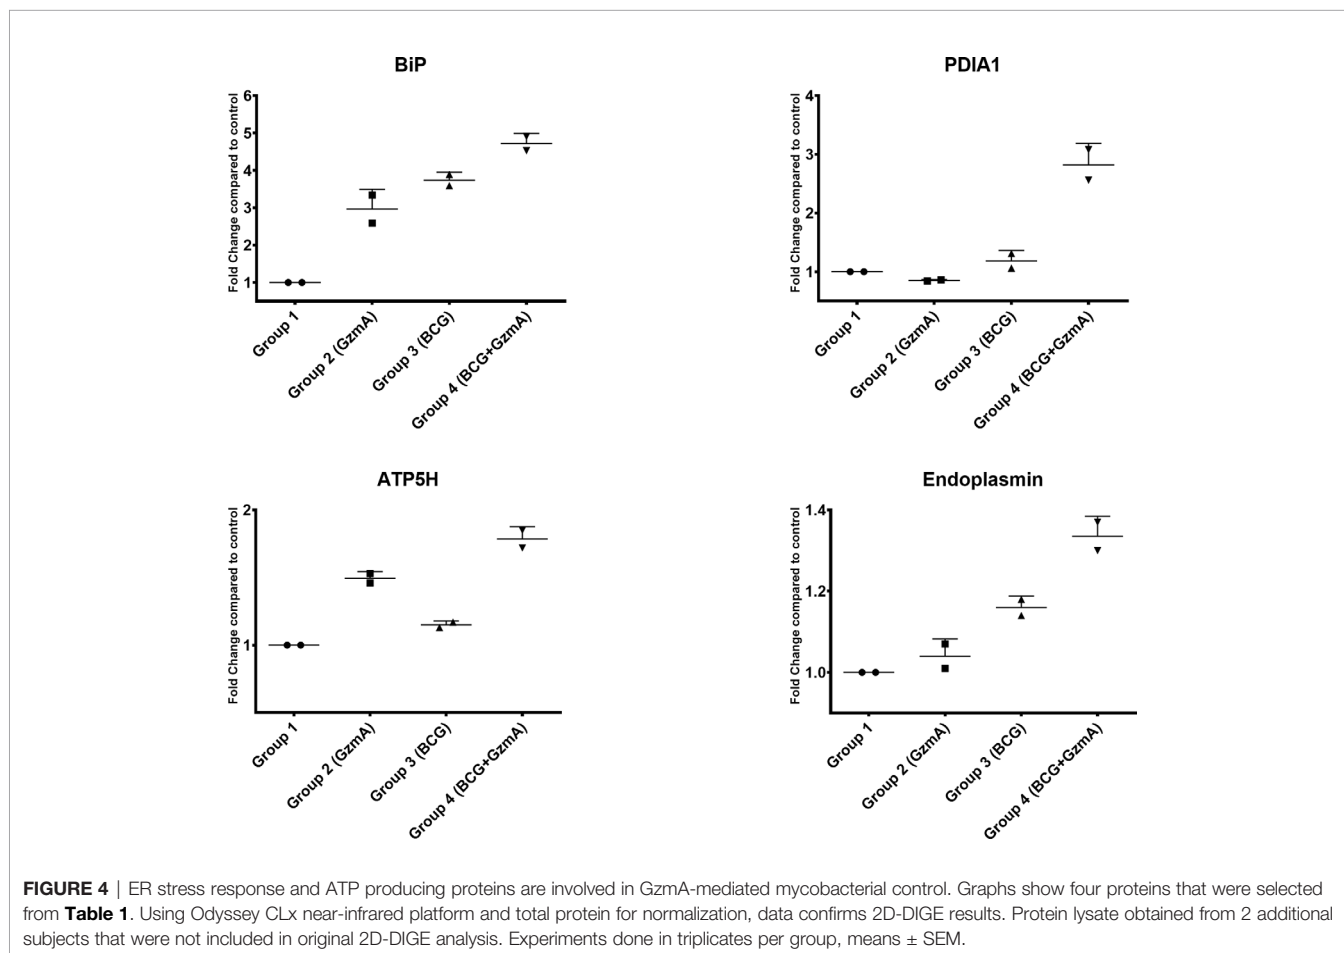 BiP
Fold Change compared to control
6
5
4
3
2
1
Group 1
Group 2 (GzmA)
Group 3 (BCG)
Group 4 (BCG+GzmA)
PDIA1
Fold Change compared to control
4
3
2
1
Group 1
Group 2 (GzmA)
Group 3 (BCG)
Group 4 (BCG+GzmA)
ATP5H
Fold Change compared to control
2
1
Group 1
Group 2 (GzmA)
Group 3 (BCG)
Group 4 (BCG+GzmA)
Endoplasmin
Fold Change compared to control
1.4
1.2
1.0
Group 1
Group 2 (GzmA)
Group 3 (BCG)
Group 4 (BCG+GzmA)
FIGURE 4 | ER stress response and ATP producing proteins are involved in GzmA-mediated mycobacterial control. Graphs show four proteins that were selected
from Table 1. Using Odyssey CLx near-infrared platform and total protein for normalization, data confirms 2D-DIGE results. Protein lysate obtained from 2 additional
subjects that were not included in original 2D-DIGE analysis. Experiments done in triplicates per group, means ± SEM.